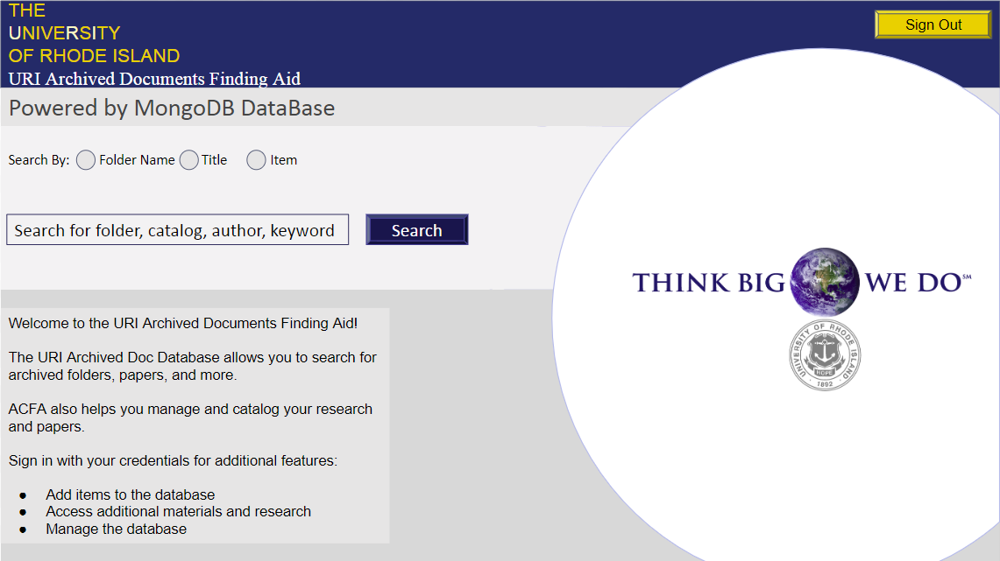 THE
UNIVERSITY
OF RHODE ISLAND
URI Archived Documents Finding Aid
Sign Out
Powered by MongoDB DataBase
Search By: Folder Name Title Item
Search for folder, catalog, author, keyword
Search
THINK BIG WE DO℠
UNIVERSITY OF RHODE ISLAND
HOPE
1892
Welcome to the URI Archived Documents Finding Aid!
The URI Archived Doc Database allows you to search for
archived folders, papers, and more.
ACFA also helps you manage and catalog your research
and papers.
Sign in with your credentials for additional features:
● Add items to the database
● Access additional materials and research
● Manage the database